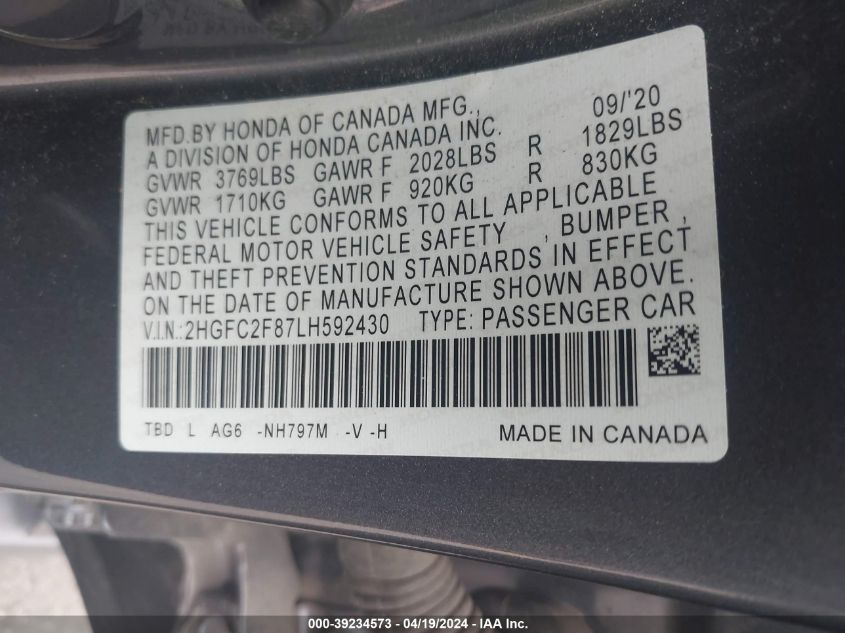 MFD.BY HONDA OF CANADA MFG., 09/'20
A DIVISION OF HONDA CANADA INC.
GVWR 3769LBS GAWR F 2028LBS R 1829LBS
GVWR 1710KG GAWR F 920KG R 830KG
THIS VEHICLE CONFORMS TO ALL APPLICABLE
FEDERAL MOTOR VEHICLE SAFETY , BUMPER ,
AND THEFT PREVENTION STANDARDS IN EFFECT
ON THE DATE OF MANUFACTURE SHOWN ABOVE.
V.I.N.:2HGFC2F87LH592430 TYPE: PASSENGER CAR
TBD L AG6 -NH797M -V -H MADE IN CANADA
000-39234573 - 04/19/2024 - IAA Inc.